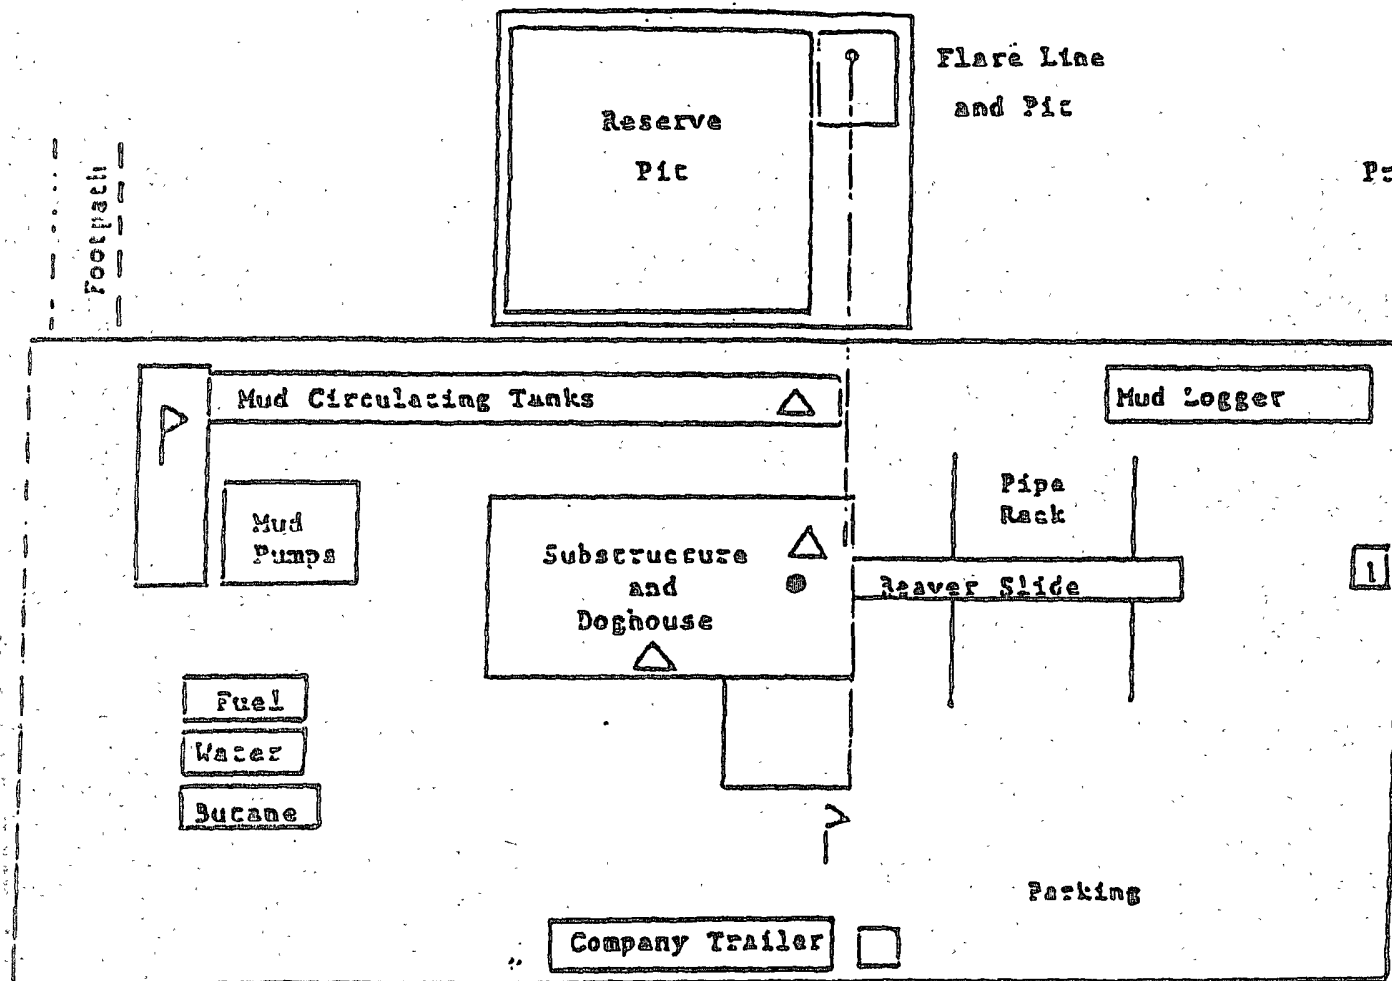 Flare Line
and Pit
Reserve
Pit
Footpath
Mud Circulating Tanks
Mud Logger
Pipe
Rack
Mud
Pumps
Substructure
and
Doghouse
Beaver Slide
1
Fuel
Water
Butane
Parking
Company Trailer